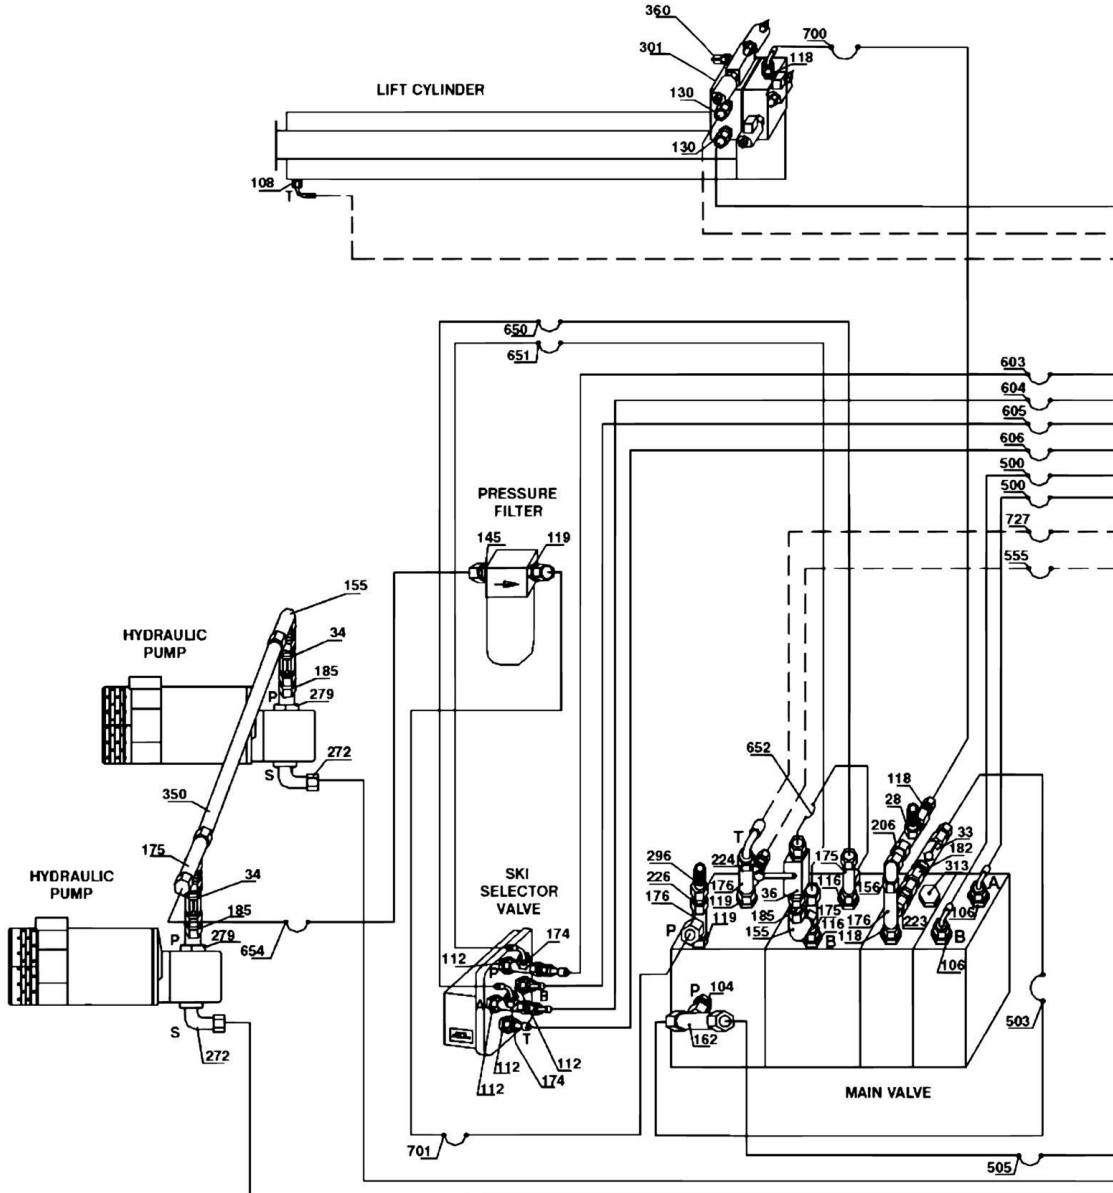 360
700
301
118
LIFT CYLINDER
130
130
108
T
650
651
603
604
605
606
500
500
727
555
PRESSURE
FILTER
145
119
155
HYDRAULIC
PUMP
34
185
P
279
272
S
350
175
HYDRAULIC
PUMP
34
185
P
279
654
S
272
SKI
SELECTOR
VALVE
174
112
P
B
A
T
112
112
112
174
701
652
T
118
28
206
33
182
313
296
224
175
226
176
116
156
A
176
119
36
119
185
175
116
155
P
B
176
118
223
106
B
106
P
104
162
503
MAIN VALVE
505